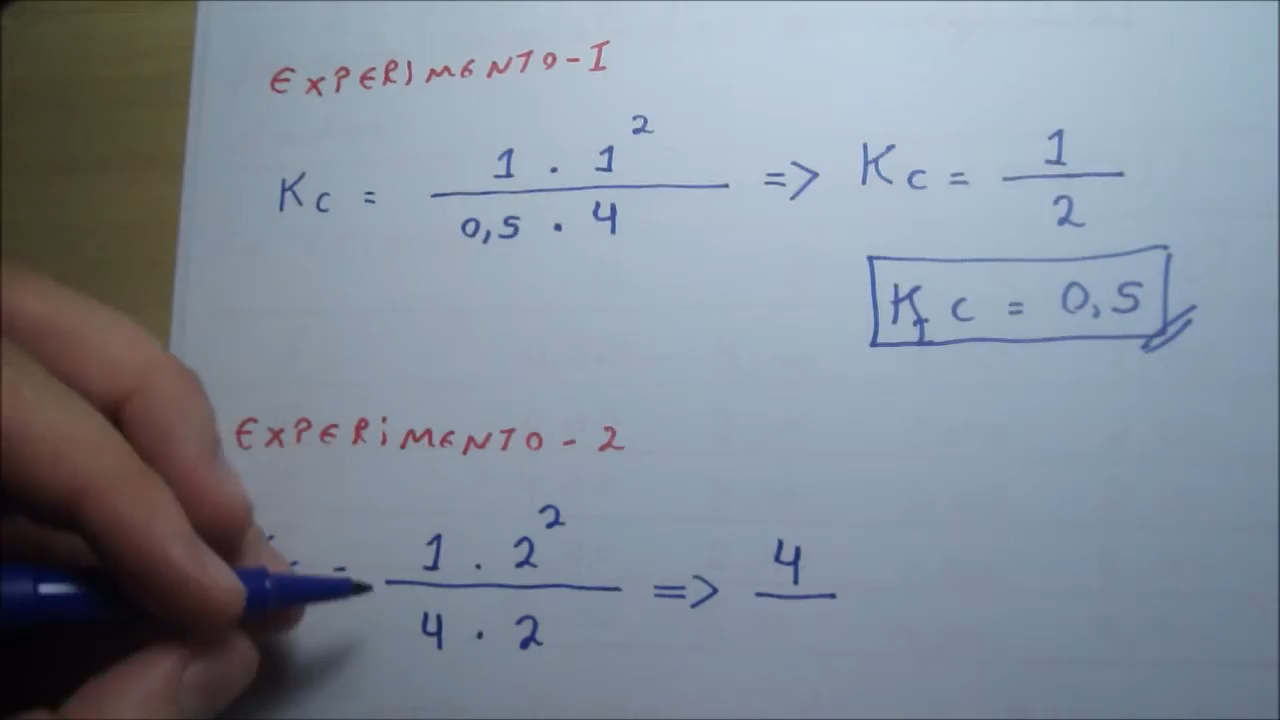 EXPERIMENTO-I
Kc = 1 . 1² / 0,5 . 4 => Kc = 1 / 2
Kc = 0,5
EXPERIMENTO - 2
1 . 2² / 4 . 2 => 4